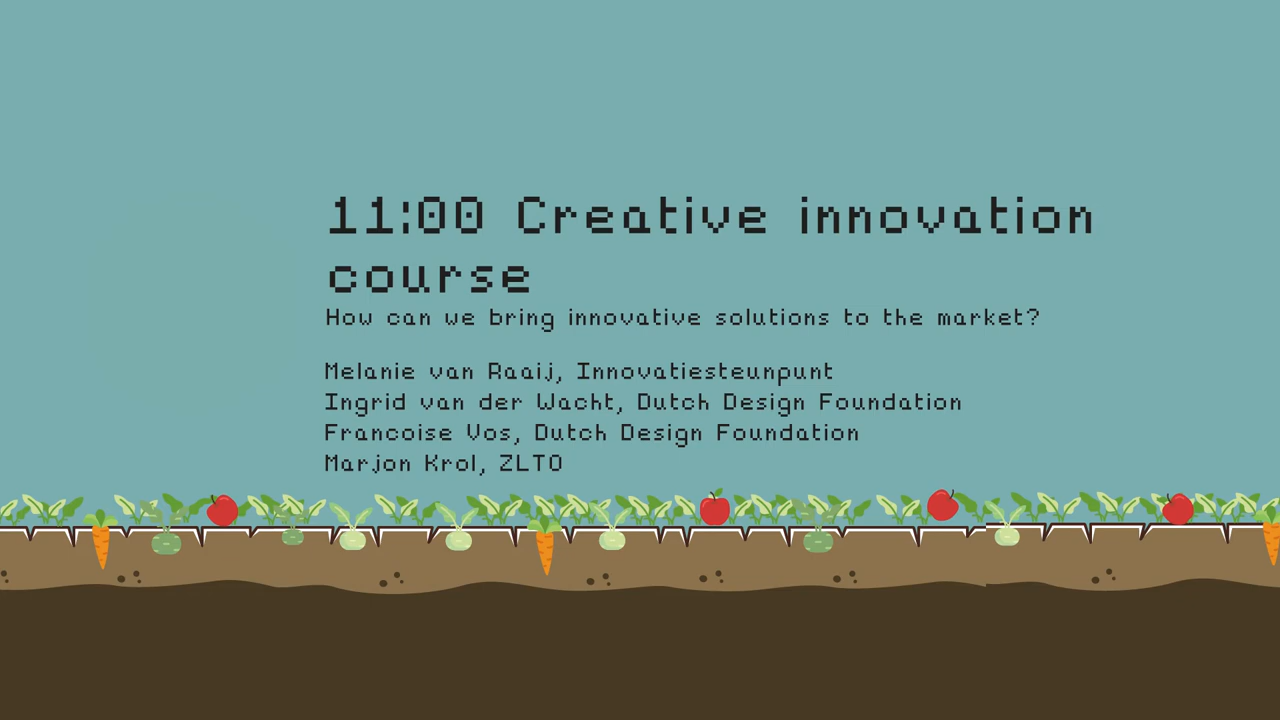 11:00 Creative innovation
course
How can we bring innovative solutions to the market?
Melanie van Raaij, Innovatiesteunpunt
Ingrid van der Wacht, Dutch Design Foundation
Francoise Vos, Dutch Design Foundation
Marjon Krol, ZLTO